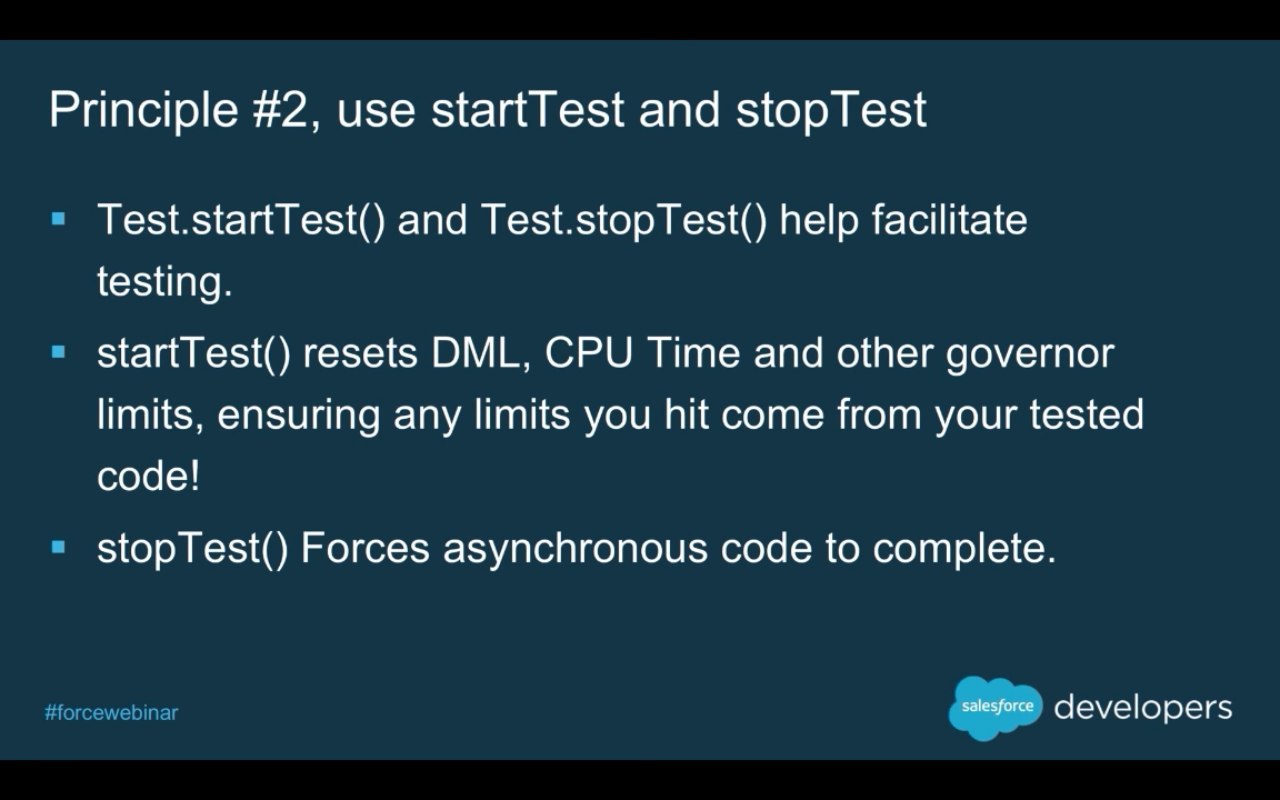 Principle #2, use startTest and stopTest
▪ Test.startTest() and Test.stopTest() help facilitate
testing.
▪ startTest() resets DML, CPU Time and other governor
limits, ensuring any limits you hit come from your tested
code!
▪ stopTest() Forces asynchronous code to complete.
#forcewebinar
salesforce developers